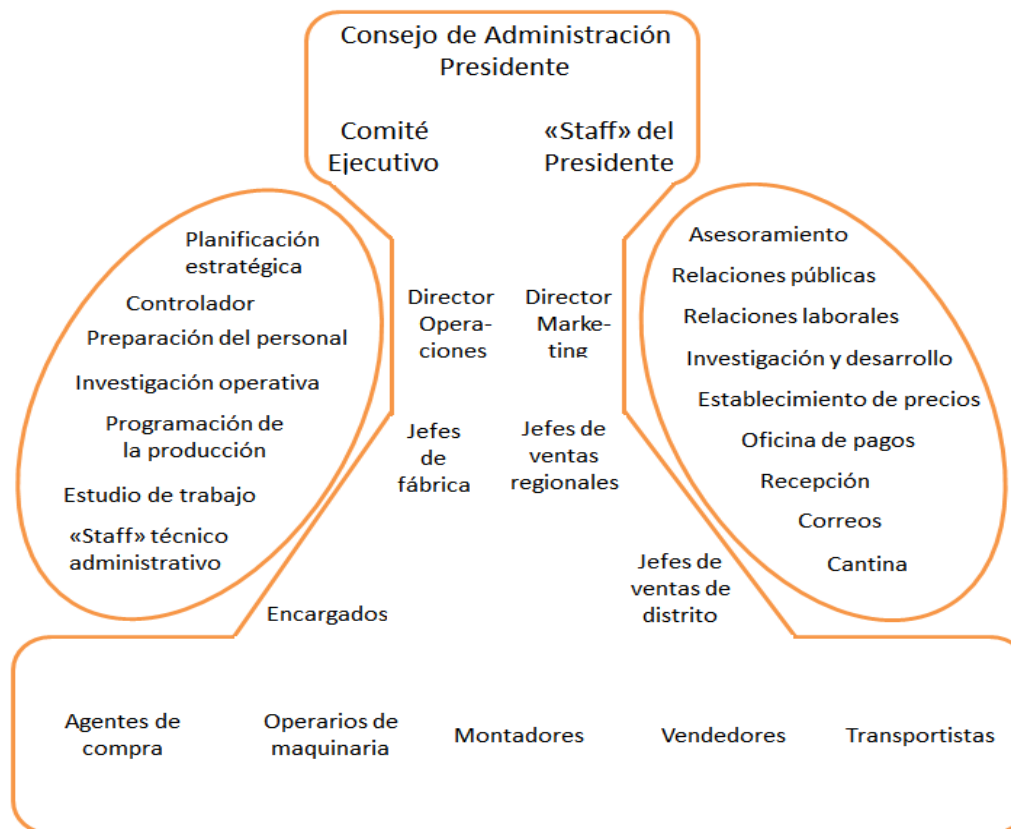 Consejo de Administración
Presidente
Comité
Ejecutivo
«Staff» del
Presidente
Planificación
estratégica
Controlador
Preparación del personal
Investigación operativa
Programación de
la producción
Estudio de trabajo
«Staff» técnico
administrativo
Director
Opera-
ciones
Director
Marke-
ting
Jefes
de
fábrica
Jefes de
ventas
regionales
Asesoramiento
Relaciones públicas
Relaciones laborales
Investigación y desarrollo
Establecimiento de precios
Oficina de pagos
Recepción
Correos
Cantina
Encargados
Jefes de
ventas de
distrito
Agentes de
compra
Operarios de
maquinaria
Montadores
Vendedores
Transportistas